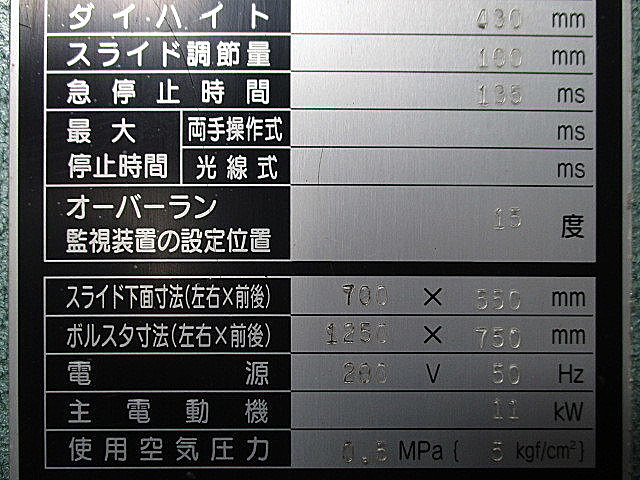 ダイハイト 430 mm
スライド調節量 100 mm
急停止時間 135 ms
最大 両手操作式 ms
停止時間 光線式 ms
オーバーラン
監視装置の設定位置 15 度
スライド下面寸法(左右×前後) 700 × 550 mm
ボルスタ寸法(左右×前後) 1250 × 750 mm
電源 200 V 50 Hz
主電動機 11 kW
使用空気圧力 0.5 MPa { 5 kgf/cm²}